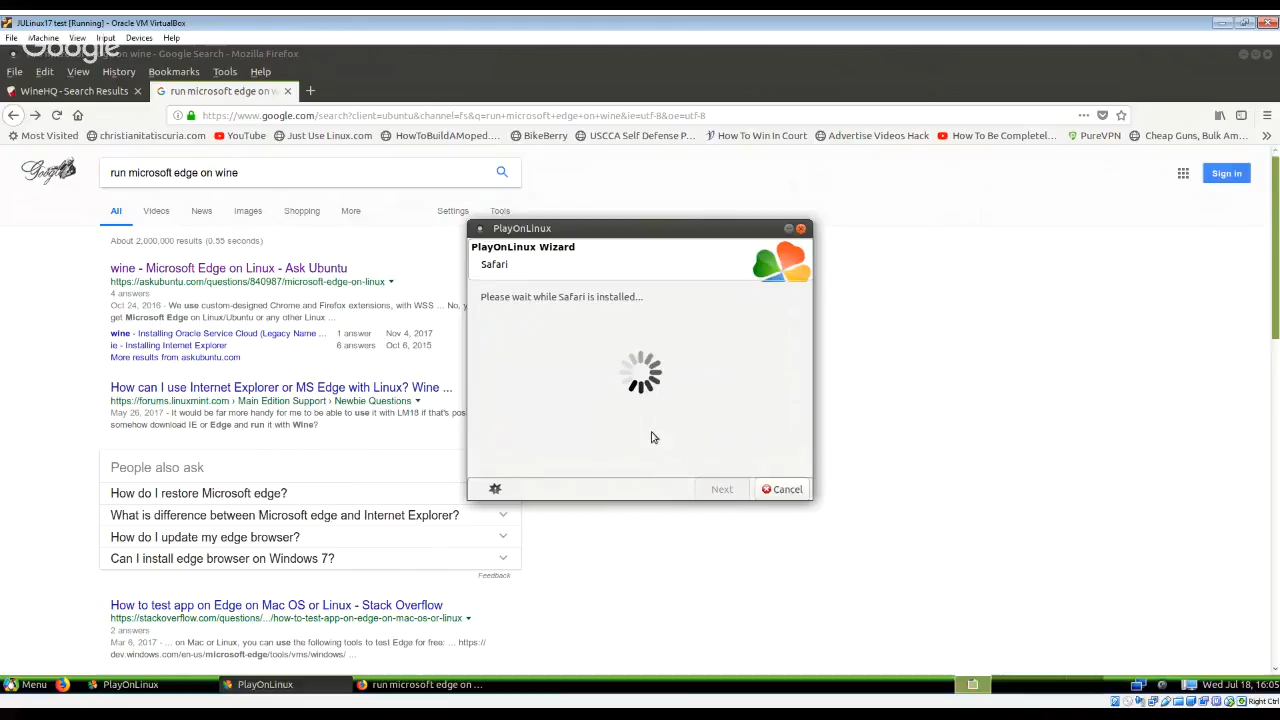 JULinux17 test [Running] - Oracle VM VirtualBox
File Machine View Input Devices Help
Google
on wine - Google Search - Mozilla Firefox
File Edit View History Bookmarks Tools Help
WineHQ - Search Results
run microsoft edge on w
https://www.google.com/search?client=ubuntu&channel=fs&q=run+microsoft+edge+on+wine&ie=utf-8&oe=utf-8
Most Visited christianitatiscuria.com YouTube Just Use Linux.com HowToBuildAMoped.... BikeBerry USCCA Self Defense P... How To Win In Court Advertise Videos Hack How To Be Completel... PureVPN Cheap Guns, Bulk Am...
Google
run microsoft edge on wine
Sign in
All Videos News Images Shopping More Settings Tools
About 2,000,000 results (0.55 seconds)
wine - Microsoft Edge on Linux - Ask Ubuntu
https://askubuntu.com/questions/840987/microsoft-edge-on-linux
4 answers
Oct 24, 2016 - We use custom-designed Chrome and Firefox extensions, with WSS ... No,
get Microsoft Edge on Linux/Ubuntu or any other Linux ...
wine - Installing Oracle Service Cloud (Legacy Name ... 1 answer Nov 4, 2017
ie - Installing Internet Explorer 6 answers Oct 6, 2015
More results from askubuntu.com
How can I use Internet Explorer or MS Edge with Linux? Wine ...
https://forums.linuxmint.com › Main Edition Support › Newbie Questions
May 26, 2017 - It would be far more handy for me to be able to use it with LM18 if that's
somehow download IE or Edge and run it with Wine?
People also ask
How do I restore Microsoft edge?
What is difference between Microsoft edge and Internet Explorer?
How do I update my edge browser?
Can I install edge browser on Windows 7?
Feedback
How to test app on Edge on Mac OS or Linux - Stack Overflow
https://stackoverflow.com/questions/.../how-to-test-app-on-edge-on-mac-os-or-linux
2 answers
Mar 6, 2017 - ... on Mac or Linux, you can use the following tools to test Edge for free: ... https://
dev.windows.com/en-us/microsoft-edge/tools/vms/windows/ ...
PlayOnLinux
PlayOnLinux Wizard
Safari
Please wait while Safari is installed...
Next Cancel
Menu PlayOnLinux PlayOnLinux run microsoft edge on ... Wed Jul 18, 16:05
Right Ctrl